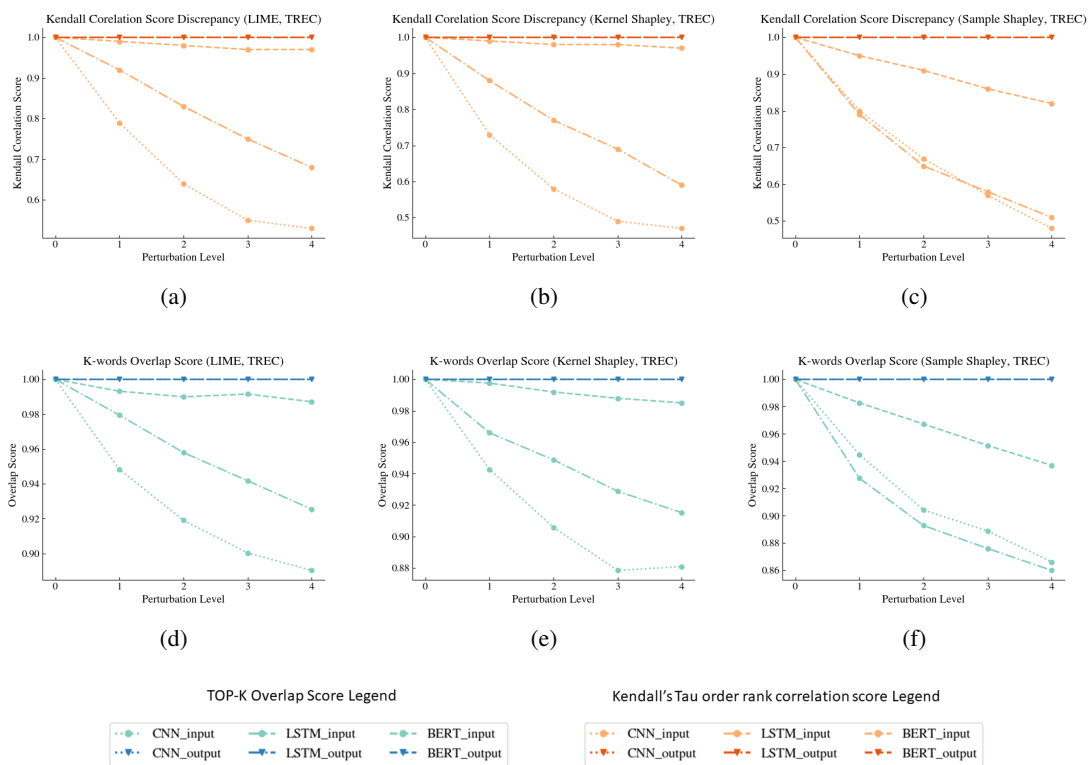 Kendall Corelation Score Discrepancy (LIME, TREC)
1.0
0.9
0.8
0.7
0.6
Kendall Corelation Score
0 1 2 3 4
Perturbation Level
(a)
Kendall Corelation Score Discrepancy (Kernel Shapley, TREC)
1.0
0.9
0.8
0.7
0.6
0.5
Kendall Corelation Score
0 1 2 3 4
Perturbation Level
(b)
Kendall Corelation Score Discrepancy (Sample Shapley, TREC)
1.0
0.9
0.8
0.7
0.6
0.5
Kendall Corelation Score
0 1 2 3 4
Perturbation Level
(c)
K-words Overlap Score (LIME, TREC)
1.00
0.98
0.96
0.94
0.92
0.90
Overlap Score
0 1 2 3 4
Perturbation Level
(d)
K-words Overlap Score (Kernel Shapley, TREC)
1.00
0.98
0.96
0.94
0.92
0.90
0.88
Overlap Score
0 1 2 3 4
Perturbation Level
(e)
K-words Overlap Score (Sample Shapley, TREC)
1.00
0.98
0.96
0.94
0.92
0.90
0.88
0.86
Overlap Score
0 1 2 3 4
Perturbation Level
(f)
TOP-K Overlap Score Legend
CNN_input LSTM_input BERT_input
CNN_output LSTM_output BERT_output
Kendall's Tau order rank correlation score Legend
CNN_input LSTM_input BERT_input
CNN_output LSTM_output BERT_output